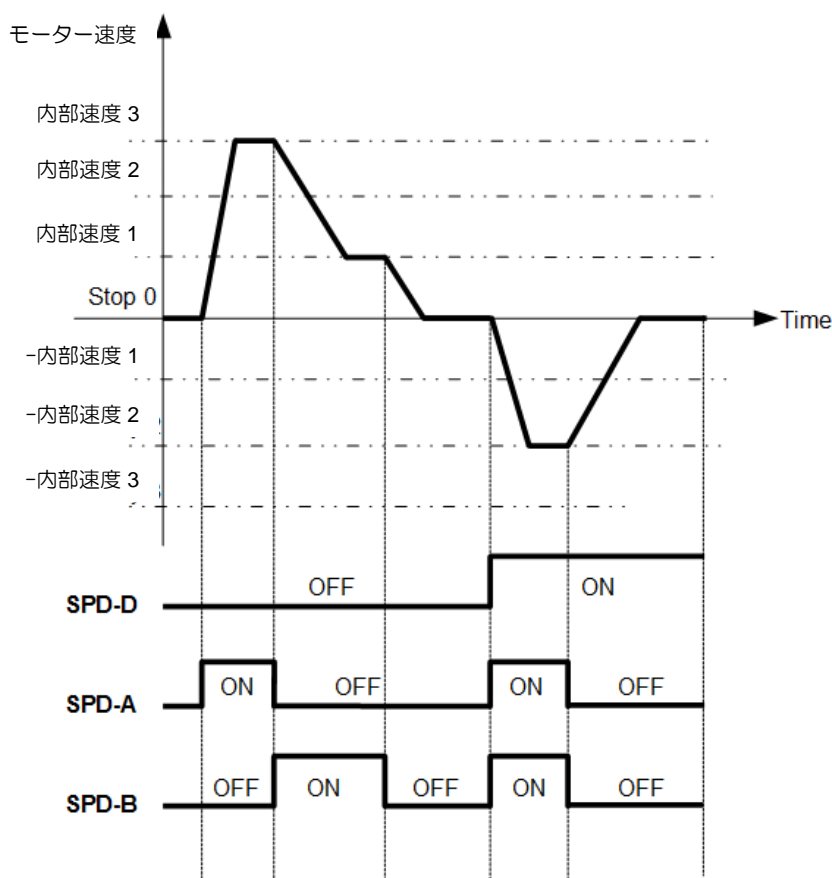 モーター速度
内部速度 3
内部速度 2
内部速度 1
Stop 0
Time
-内部速度 1
-内部速度 2
-内部速度 3
OFF ON
SPD-D
ON OFF ON OFF
SPD-A
OFF ON OFF ON OFF
SPD-B